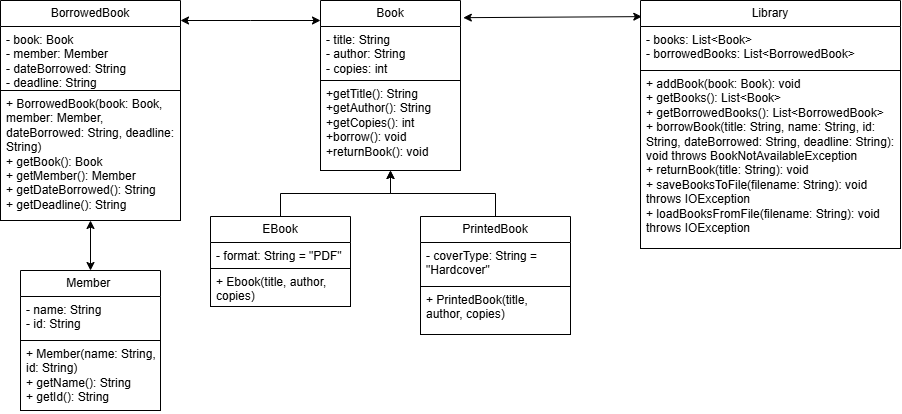 BorrowedBook
- book: Book
- member: Member
- dateBorrowed: String
- deadline: String
+ BorrowedBook(book: Book,
member: Member,
dateBorrowed: String, deadline:
String)
+ getBook(): Book
+ getMember(): Member
+ getDateBorrowed(): String
+ getDeadline(): String
Book
- title: String
- author: String
- copies: int
+getTitle(): String
+getAuthor(): String
+getCopies(): int
+borrow(): void
+returnBook(): void
Library
- books: List<Book>
- borrowedBooks: List<BorrowedBook>
+ addBook(book: Book): void
+ getBooks(): List<Book>
+ getBorrowedBooks(): List<BorrowedBook>
+ borrowBook(title: String, name: String, id:
String, dateBorrowed: String, deadline: String):
void throws BookNotAvailableException
+ returnBook(title: String): void
+ saveBooksToFile(filename: String): void
throws IOException
+ loadBooksFromFile(filename: String): void
throws IOException
EBook
- format: String = "PDF"
+ Ebook(title, author,
copies)
PrintedBook
- coverType: String =
"Hardcover"
+ PrintedBook(title,
author, copies)
Member
- name: String
- id: String
+ Member(name: String,
id: String)
+ getName(): String
+ getId(): String